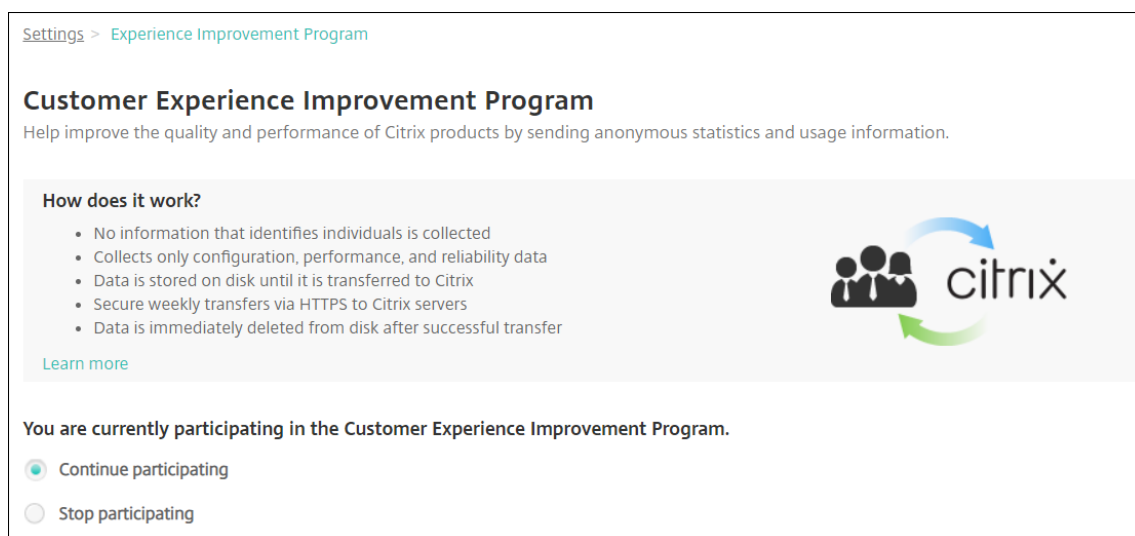 Settings > Experience Improvement Program
Customer Experience Improvement Program
Help improve the quality and performance of Citrix products by sending anonymous statistics and usage information.
How does it work?
• No information that identifies individuals is collected
• Collects only configuration, performance, and reliability data
• Data is stored on disk until it is transferred to Citrix
• Secure weekly transfers via HTTPS to Citrix servers
• Data is immediately deleted from disk after successful transfer
citrix
Learn more
You are currently participating in the Customer Experience Improvement Program.
Continue participating
Stop participating